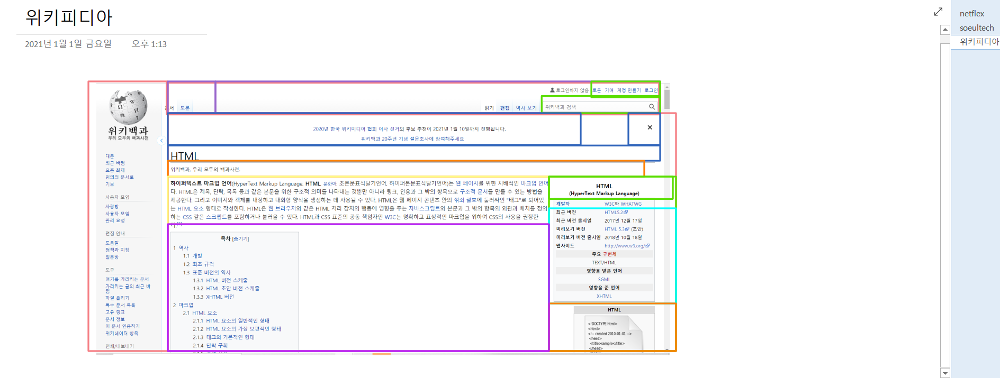 위키피디아
2021년 1월 1일 금요일 오후 1:13
netflex
soeultech
위키피디아
위키백과
우리 모두의 백과사전
대문
최근 바뀜
요즘 화제
임의의 문서로
기부
사용자 모임
사랑방
사용자 모임
관리 요청
편집 안내
도움말
정책과 지침
질문방
도구
여기를 가리키는 문서
가리키는 글의 최근 바
뀜
파일 올리기
특수 문서 목록
고유 링크
문서 정보
이 문서 인용하기
위키데이터 항목
인쇄/내보내기
로그인하지 않음 토론 기여 계정 만들기 로그인
서 토론 읽기 편집 역사 보기 위키백과 검색
2020년 한국 위키미디어 협회 이사 선거의 후보 추천이 2021년 1월 10일까지 진행됩니다.
위키백과 20주년 기념 설문조사에 참여해주세요
HTML
위키백과, 우리 모두의 백과사전.
하이퍼텍스트 마크업 언어(HyperText Markup Language, HTML, 문화어: 초본문표식달기언어, 하이퍼본문표식달기언어)는 웹 페이지를 위한 지배적인 마크업 언어
다. HTML은 제목, 단락, 목록 등과 같은 본문을 위한 구조적 의미를 나타내는 것뿐만 아니라 링크, 인용과 그 밖의 항목으로 구조적 문서를 만들 수 있는 방법을
제공한다. 그리고 이미지와 객체를 내장하고 대화형 양식을 생성하는 데 사용될 수 있다. HTML은 웹 페이지 콘텐츠 안의 꺾쇠 괄호에 둘러싸인 "태그"로 되어있
는 HTML 요소 형태로 작성한다. HTML은 웹 브라우저와 같은 HTML 처리 장치의 행동에 영향을 주는 자바스크립트와 본문과 그 밖의 항목의 외관과 배치를 정의
하는 CSS 같은 스크립트를 포함하거나 불러올 수 있다. HTML과 CSS 표준의 공동 책임자인 W3C는 명확하고 표상적인 마크업을 위하여 CSS의 사용을 권장한
다.
목차 [숨기기]
1 역사
1.1 개발
1.2 최초 규격
1.3 표준 버전의 역사
1.3.1 HTML 버전 스케줄
1.3.2 HTML 초안 버전 스케줄
1.3.3 XHTML 버전
2 마크업
2.1 HTML 요소
2.1.1 HTML 요소의 일반적인 형태
2.1.2 HTML 요소의 가장 보편적인 형태
2.1.3 태그의 기본적인 형태
2.1.4 단락 구획
HTML
(HyperText Markup Language)
개발자 W3C와 WHATWG
최근 버전 HTML5.2
최근 버전 출시일 2017년 12월 17일
미리보기 버전 HTML 5.3 (초안)
미리보기 버전 출시일 2018년 10월 18일
웹사이트 http://www.w3.org/
주요 구현체
TEXT/HTML
영향을 받은 언어
SGML
영향을 준 언어
XHTML
HTML
<!DOCTYPE html>
<html>
<!-- created 2010-01-01 -->
<head>
<title>sample</title>
</head>